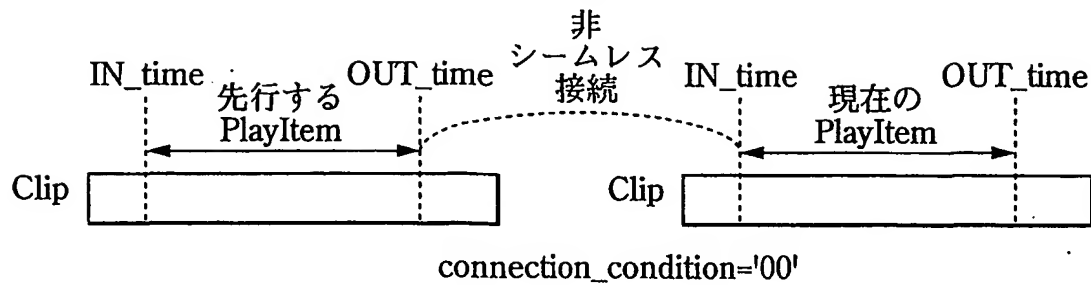 非
シームレス
接続
IN_time OUT_time IN_time OUT_time
先行する
PlayItem
現在の
PlayItem
Clip Clip
connection_condition='00'